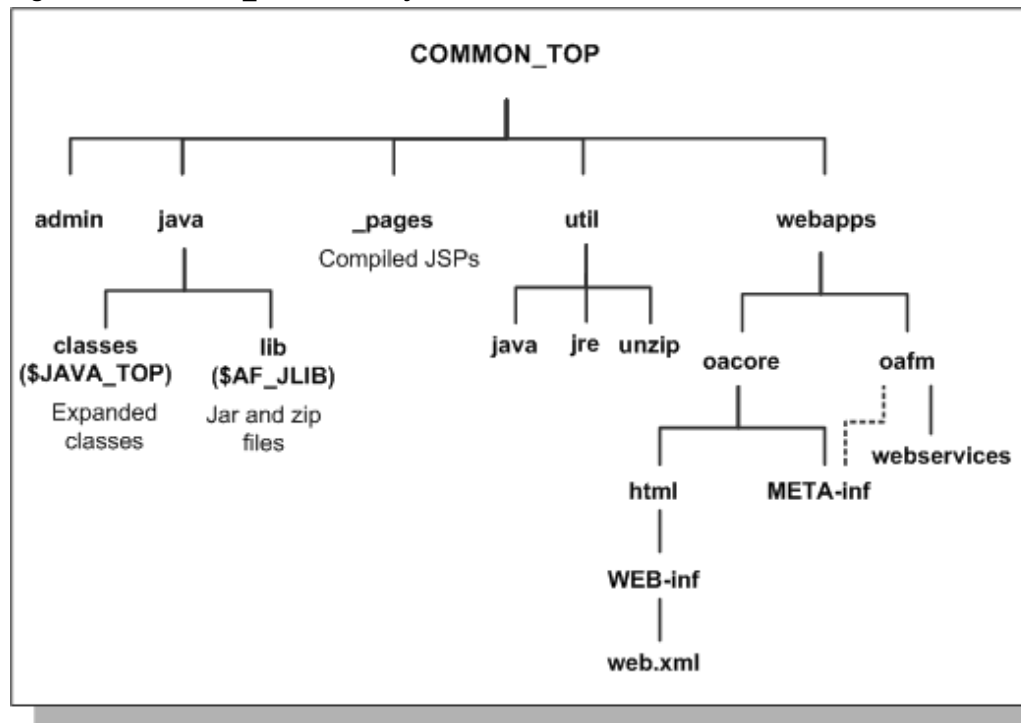 COMMON_TOP
admin
java
_pages
util
webapps
Compiled JSPs
classes
($JAVA_TOP)
lib
($AF_JLIB)
java
jre
unzip
oacore
oafm
Expanded
classes
Jar and zip
files
webservices
html
META-inf
WEB-inf
web.xml